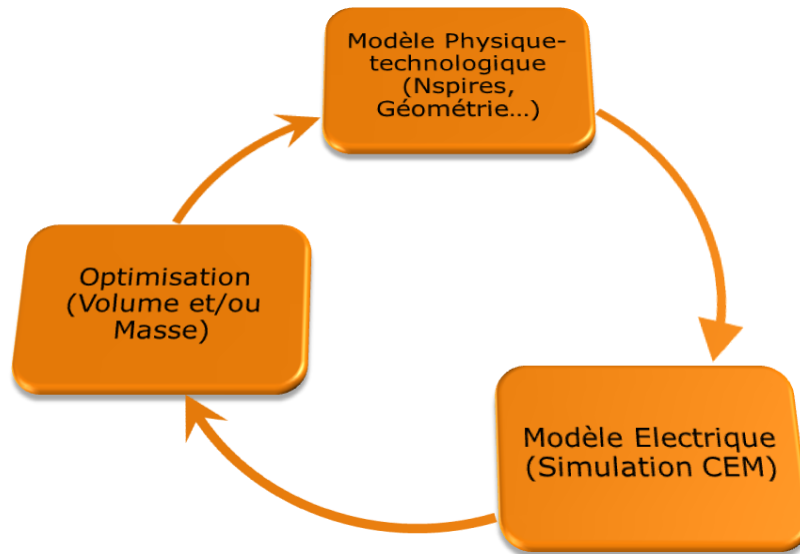 Modèle Physique-
technologique
(Nspires,
Géométrie...)
Optimisation
(Volume et/ou
Masse)
Modèle Electrique
(Simulation CEM)